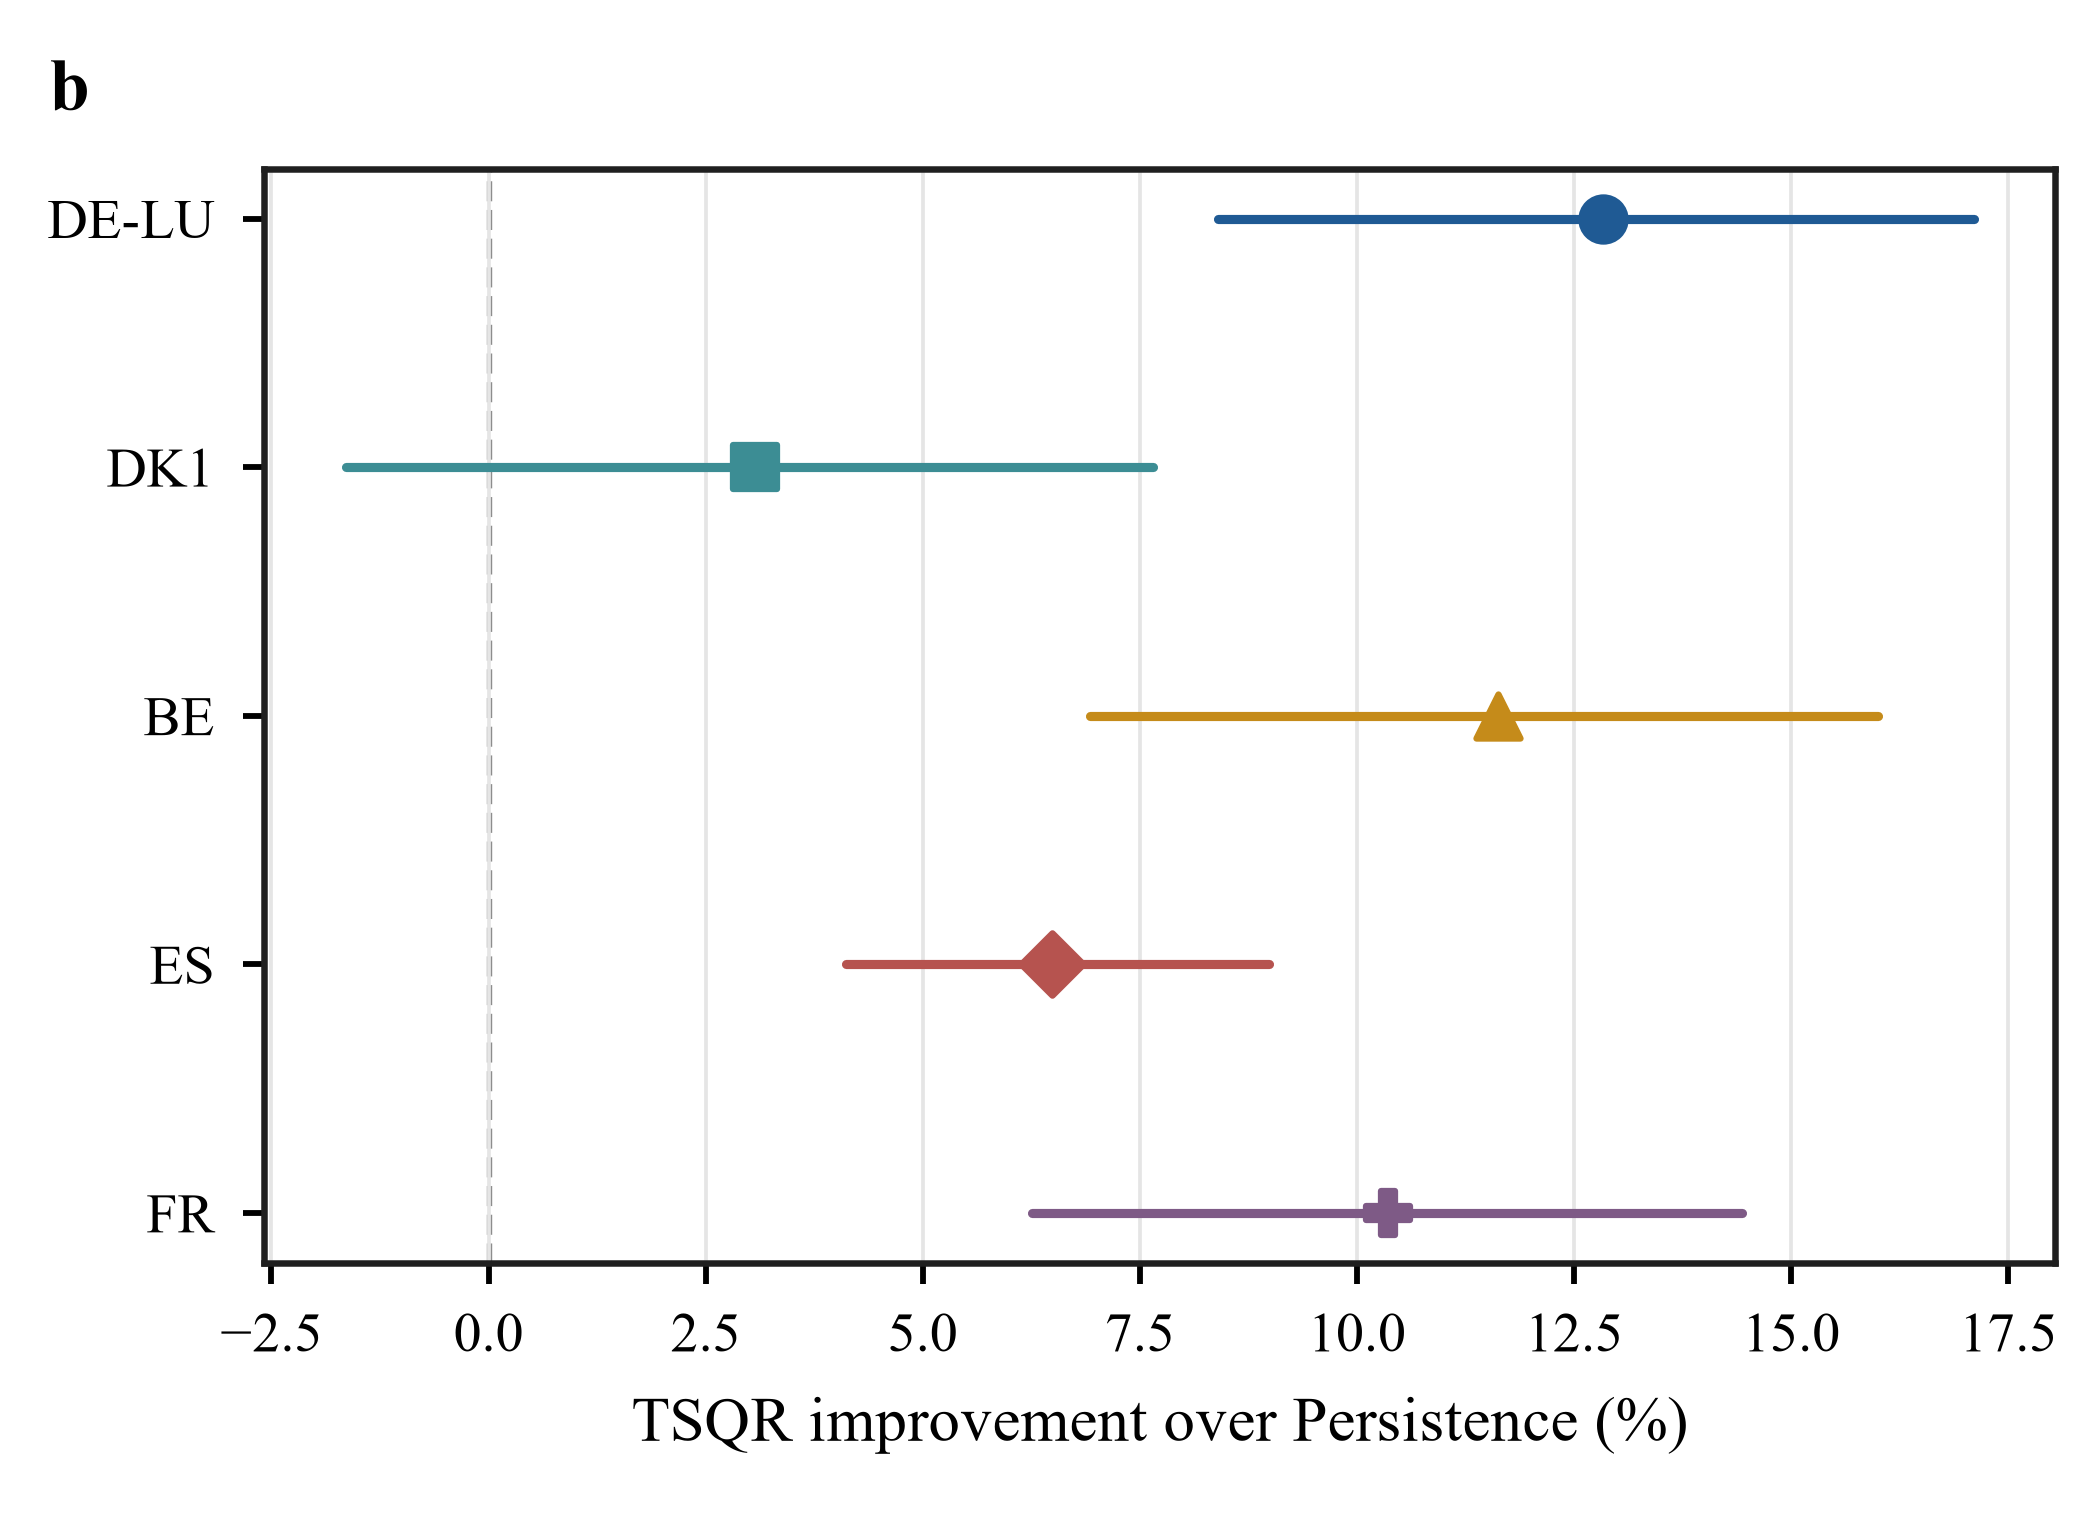 b
DE-LU
DK1
BE
ES
FR
−2.5 0.0 2.5 5.0 7.5 10.0 12.5 15.0 17.5
TSQR improvement over Persistence (%)